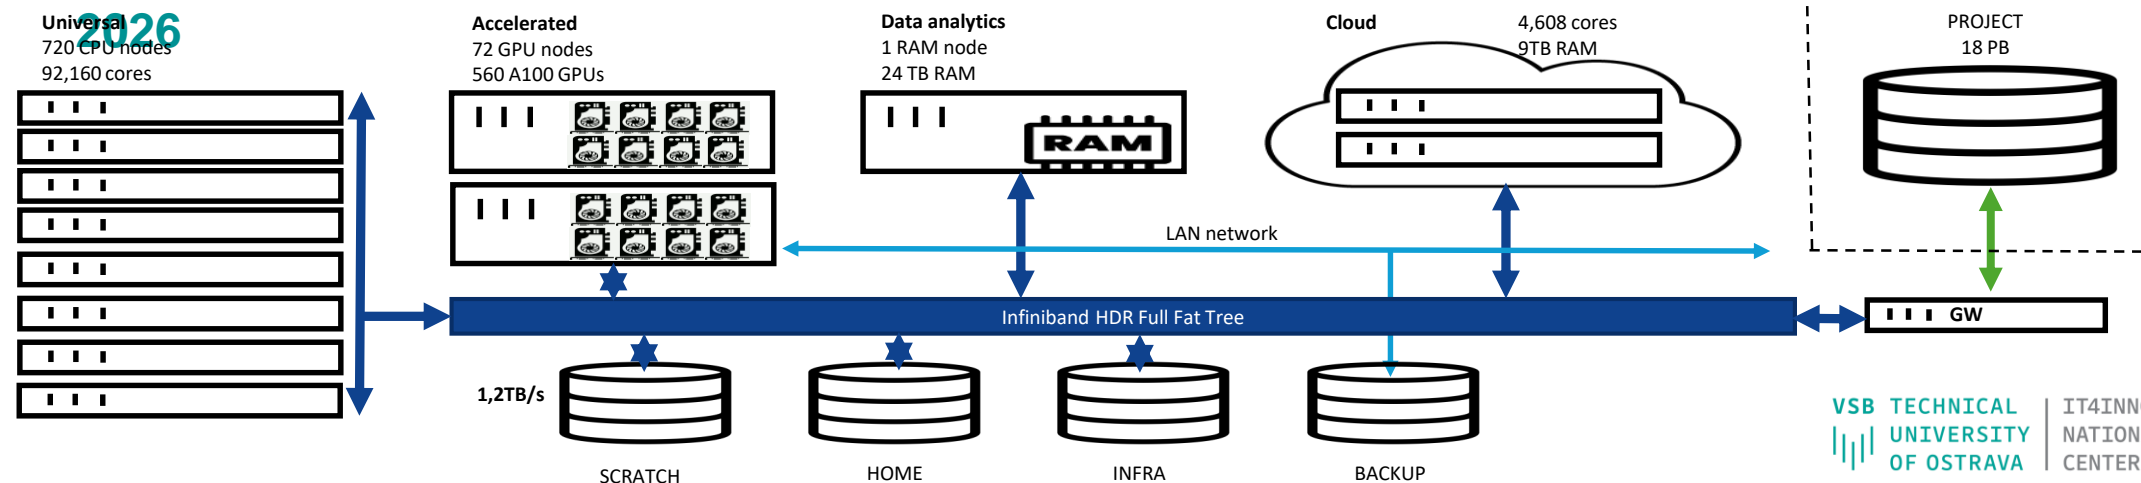 2026
Universal
720 CPU nodes
92,160 cores
Accelerated
72 GPU nodes
560 A100 GPUs
Data analytics
1 RAM node
24 TB RAM
RAM
Cloud
4,608 cores
9TB RAM
PROJECT
18 PB
LAN network
Infiniband HDR Full Fat Tree
GW
1,2TB/s
SCRATCH
HOME
INFRA
BACKUP
VSB TECHNICAL
UNIVERSITY
OF OSTRAVA
IT4INN
NATION
CENTER